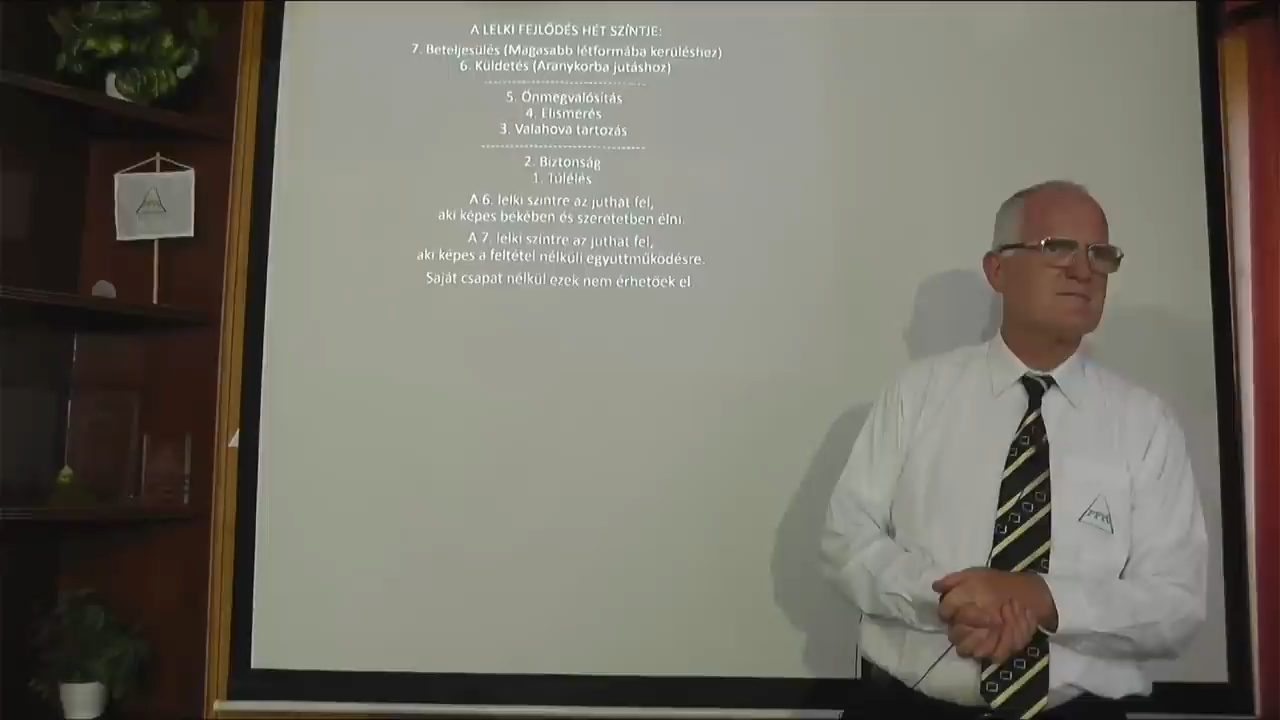 A LELKI FEJLŐDÉS HÉT SZÍNTJE:
7. Beteljesülés (Magasabb létformába kerüléshez)
6. Küldetés (Aranykorba jutáshoz)
5. Önmegvalósítás
4. Elismerés
3. Valahova tartozás
2. Biztonság
1. Túlélés
A 6. lelki szintre az juthat fel,
aki képes békében és szeretetben élni.
A 7. lelki szintre az juthat fel,
aki képes a feltétel nélküli együttműködésre.
Saját csapat nélkül ezek nem érhetőek el